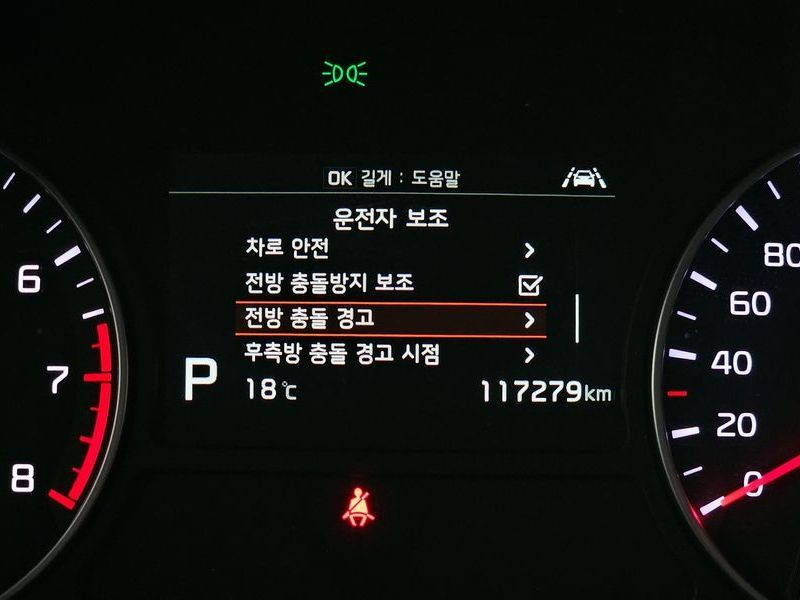 OK 길게 : 도움말
운전자 보조
차로 안전
전방 충돌방지 보조
전방 충돌 경고
후측방 충돌 경고 시점
P 18℃ 117279km
6
7
8
80
60
40
20
0